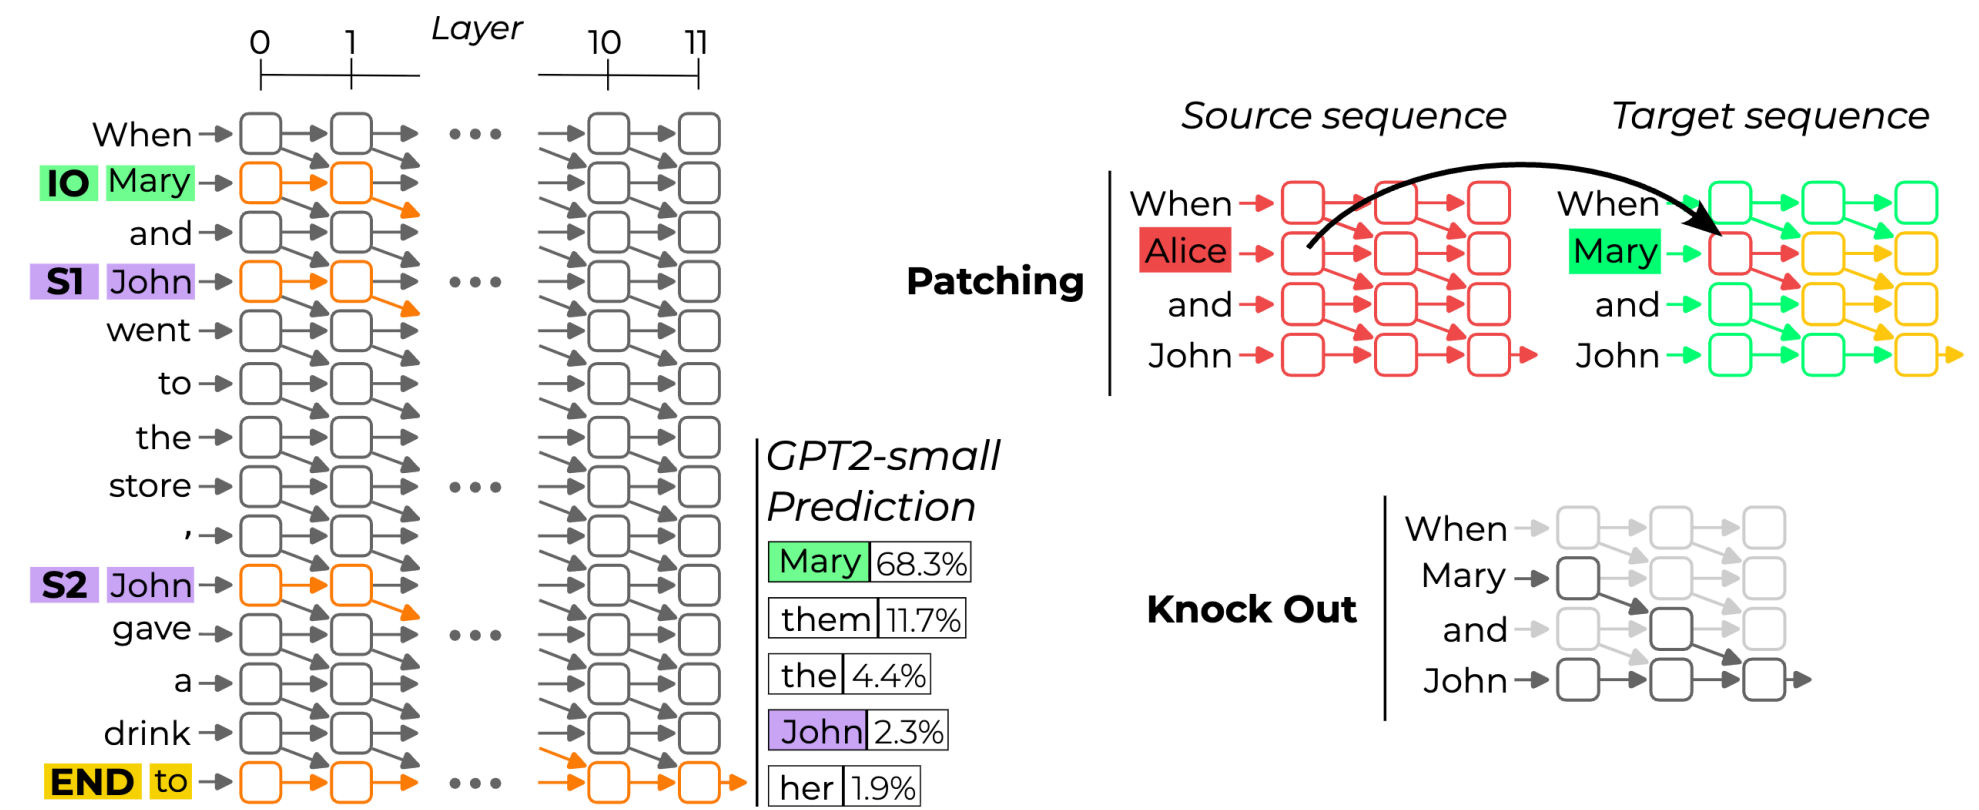 Layer
0 1 10 11
When
IO Mary
and
S1 John
went
to
the
store
,
S2 John
gave
a
drink
END to
GPT2-small
Prediction
Mary 68.3%
them 11.7%
the 4.4%
John 2.3%
her 1.9%
Patching
Source sequence
When
Alice
and
John
Target sequence
When
Mary
and
John
Knock Out
When
Mary
and
John